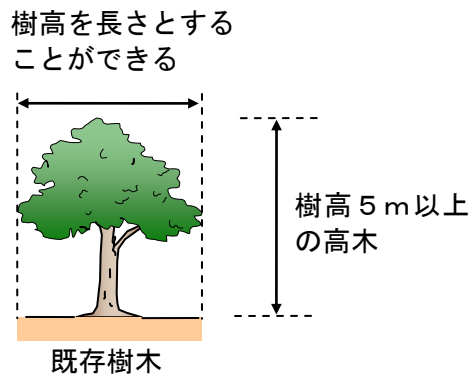 樹高を長さとする
ことができる
樹高５ｍ以上
の高木
既存樹木